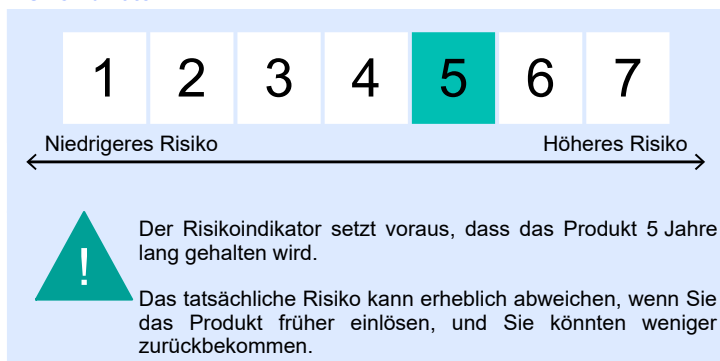 1 2 3 4 5 6 7
Niedrigeres Risiko Höheres Risiko
!
Der Risikoindikator setzt voraus, dass das Produkt 5 Jahre
lang gehalten wird.
Das tatsächliche Risiko kann erheblich abweichen, wenn Sie
das Produkt früher einlösen, und Sie könnten weniger
zurückbekommen.